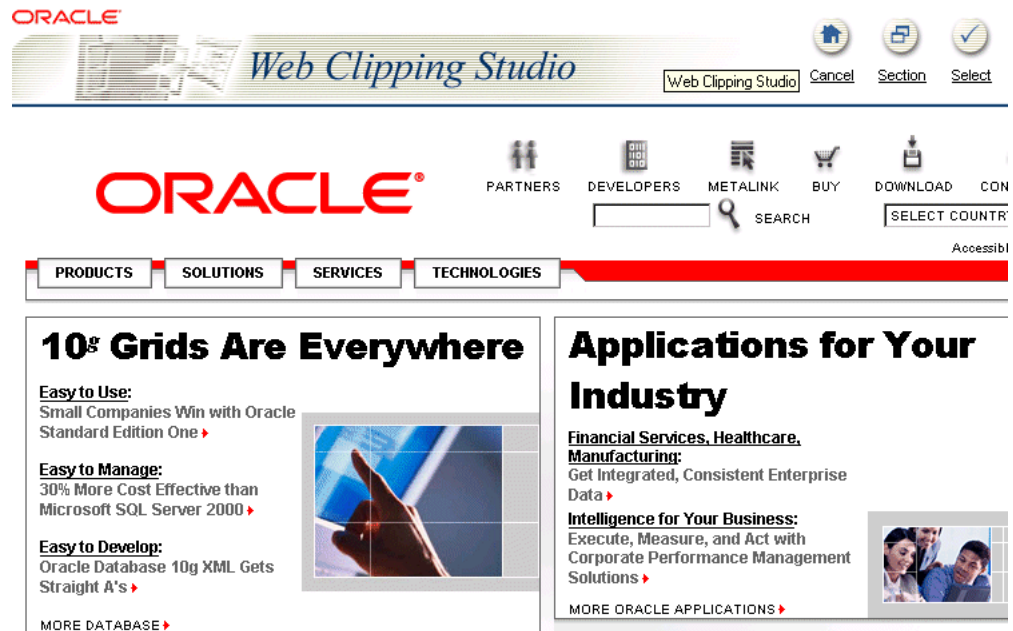 ORACLE
Web Clipping Studio
Web Clipping Studio
Cancel
Section
Select
ORACLE®
PARTNERS
DEVELOPERS
METALINK
BUY
DOWNLOAD
CON
SEARCH
SELECT COUNTR
Accessibl
PRODUCTS
SOLUTIONS
SERVICES
TECHNOLOGIES
10g Grids Are Everywhere
Easy to Use:
Small Companies Win with Oracle
Standard Edition One
Easy to Manage:
30% More Cost Effective than
Microsoft SQL Server 2000
Easy to Develop:
Oracle Database 10g XML Gets
Straight A's
MORE DATABASE
Applications for Your
Industry
Financial Services, Healthcare,
Manufacturing:
Get Integrated, Consistent Enterprise
Data
Intelligence for Your Business:
Execute, Measure, and Act with
Corporate Performance Management
Solutions
MORE ORACLE APPLICATIONS